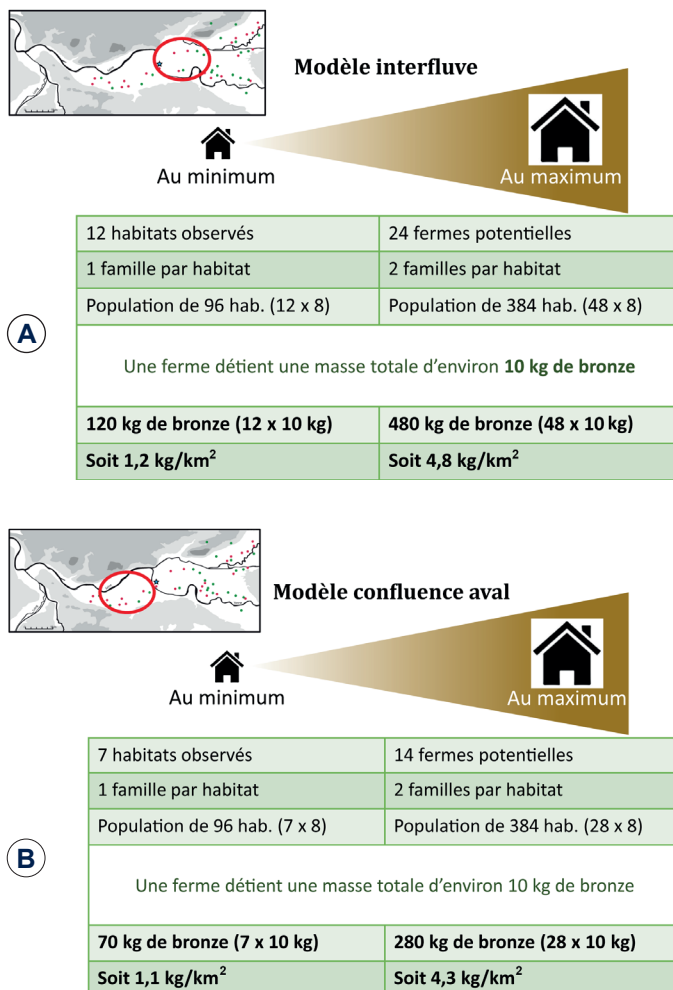 Modèle interfluve
Au minimum
Au maximum
12 habitats observés
24 fermes potentielles
1 famille par habitat
2 familles par habitat
Population de 96 hab. (12 x 8)
Population de 384 hab. (48 x 8)
A
Une ferme détient une masse totale d'environ 10 kg de bronze
120 kg de bronze (12 x 10 kg)
480 kg de bronze (48 x 10 kg)
Soit 1,2 kg/km²
Soit 4,8 kg/km²
Modèle confluence aval
Au minimum
Au maximum
7 habitats observés
14 fermes potentielles
1 famille par habitat
2 familles par habitat
Population de 96 hab. (7 x 8)
Population de 384 hab. (28 x 8)
B
Une ferme détient une masse totale d'environ 10 kg de bronze
70 kg de bronze (7 x 10 kg)
280 kg de bronze (28 x 10 kg)
Soit 1,1 kg/km²
Soit 4,3 kg/km²